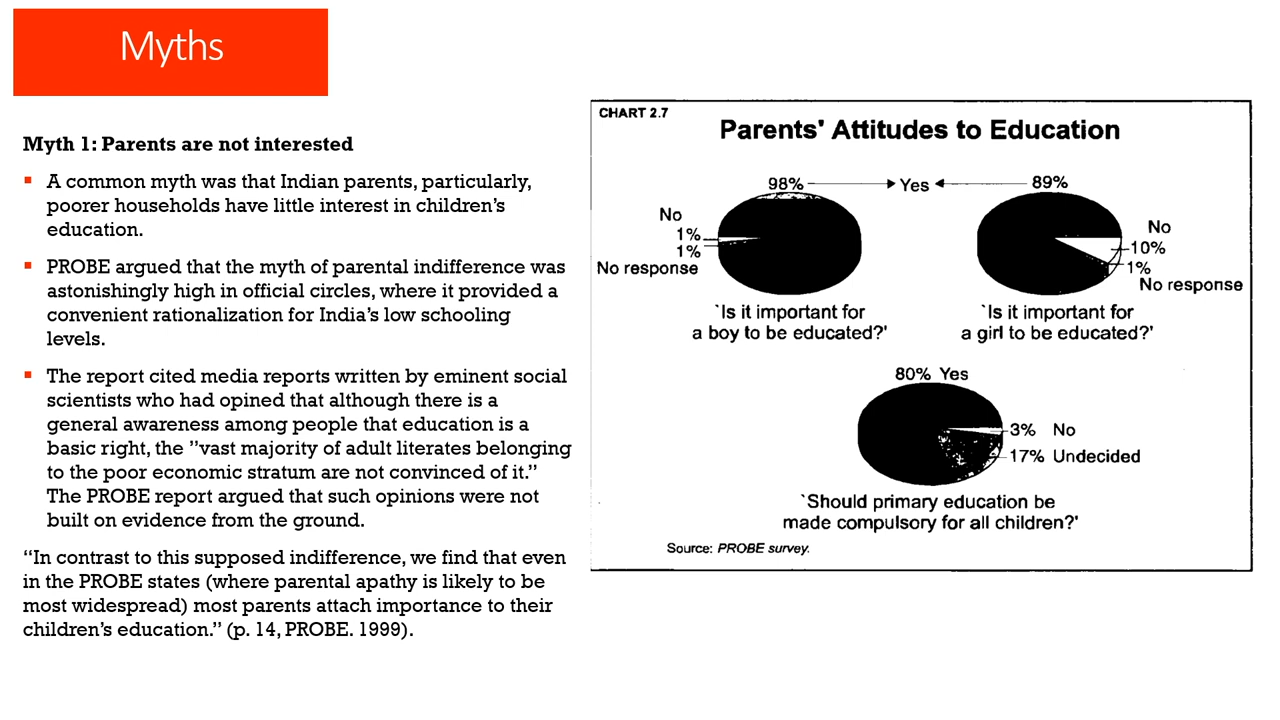 Myths
Myth 1: Parents are not interested
▪ A common myth was that Indian parents, particularly,
poorer households have little interest in children’s
education.
▪ PROBE argued that the myth of parental indifference was
astonishingly high in official circles, where it provided a
convenient rationalization for India’s low schooling
levels.
▪ The report cited media reports written by eminent social
scientists who had opined that although there is a
general awareness among people that education is a
basic right, the ”vast majority of adult literates belonging
to the poor economic stratum are not convinced of it.”
The PROBE report argued that such opinions were not
built on evidence from the ground.
“In contrast to this supposed indifference, we find that even
in the PROBE states (where parental apathy is likely to be
most widespread) most parents attach importance to their
children’s education.” (p. 14, PROBE. 1999).
CHART 2.7
Parents' Attitudes to Education
98% Yes 89%
No
1%
1%
No response
No
10%
1%
No response
`Is it important for
a boy to be educated?'
`Is it important for
a girl to be educated?'
80% Yes
3% No
17% Undecided
`Should primary education be
made compulsory for all children?'
Source: PROBE survey.